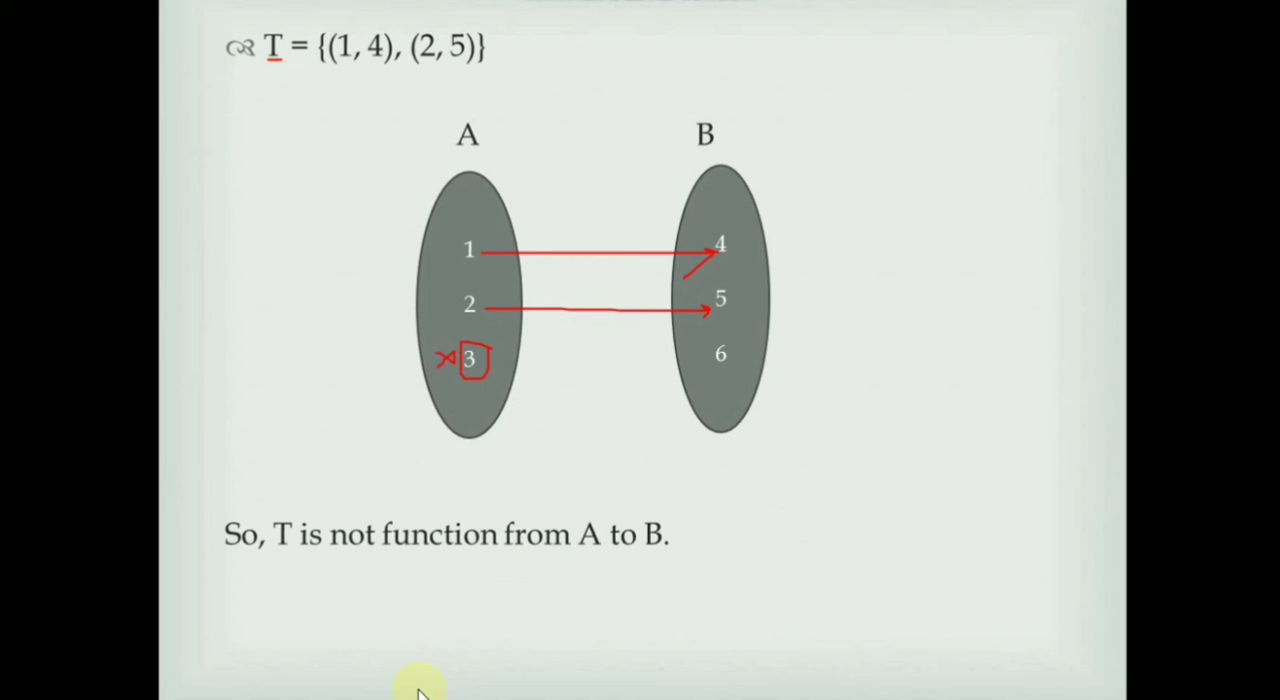 T = {(1, 4), (2, 5)}
A B
1 4
2 5
3 6
So, T is not function from A to B.